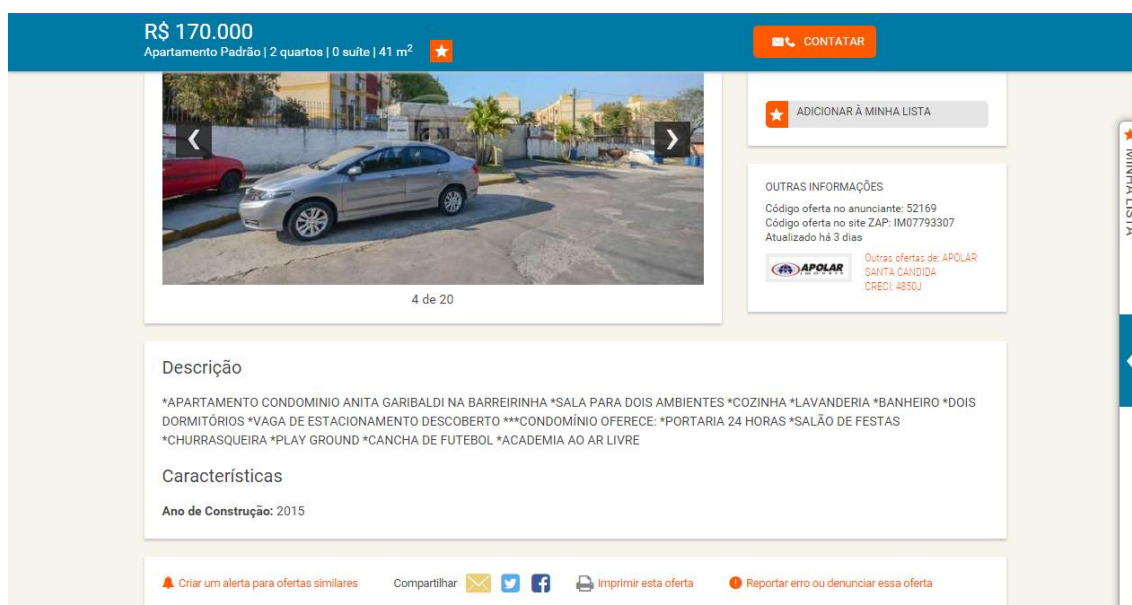 R$ 170.000
Apartamento Padrão | 2 quartos | 0 suíte | 41 m²
CONTATAR
ADICIONAR À MINHA LISTA
MINHA LISTA
4 de 20
OUTRAS INFORMAÇÕES
Código oferta no anunciante: 52169
Código oferta no site ZAP: IM07793307
Atualizado há 3 dias
APOLAR
IMÓVEIS
Outras ofertas de: APOLAR
SANTA CANDIDA
CRECI: 4850J
Descrição
*APARTAMENTO CONDOMINIO ANITA GARIBALDI NA BARREIRINHA *SALA PARA DOIS AMBIENTES *COZINHA *LAVANDERIA *BANHEIRO *DOIS
DORMITÓRIOS *VAGA DE ESTACIONAMENTO DESCOBERTO ***CONDOMÍNIO OFERECE: *PORTARIA 24 HORAS *SALÃO DE FESTAS
*CHURRASQUEIRA *PLAY GROUND *CANCHA DE FUTEBOL *ACADEMIA AO AR LIVRE
Características
Ano de Construção: 2015
Criar um alerta para ofertas similares
Compartilhar
Imprimir esta oferta
Reportar erro ou denunciar essa oferta